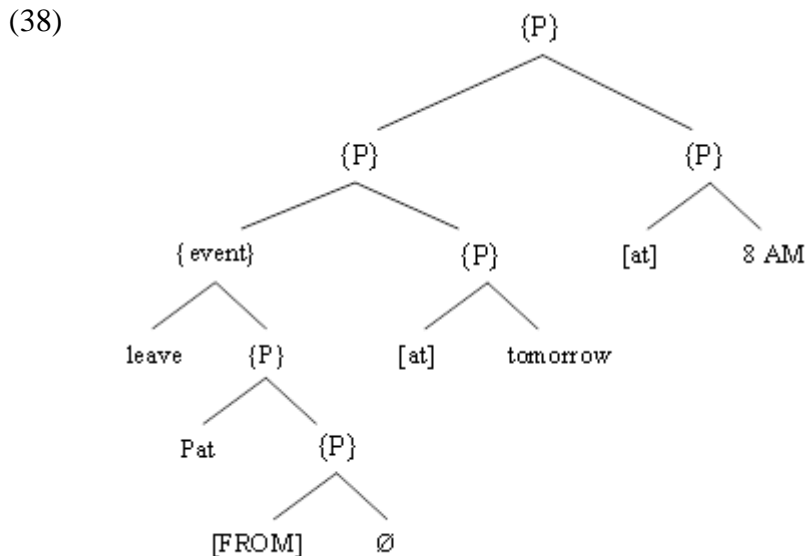 (38)
{P}
{P} {P}
{event} {P} [at] 8 AM
leave {P} [at] tomorrow
Pat {P}
[FROM] Ø